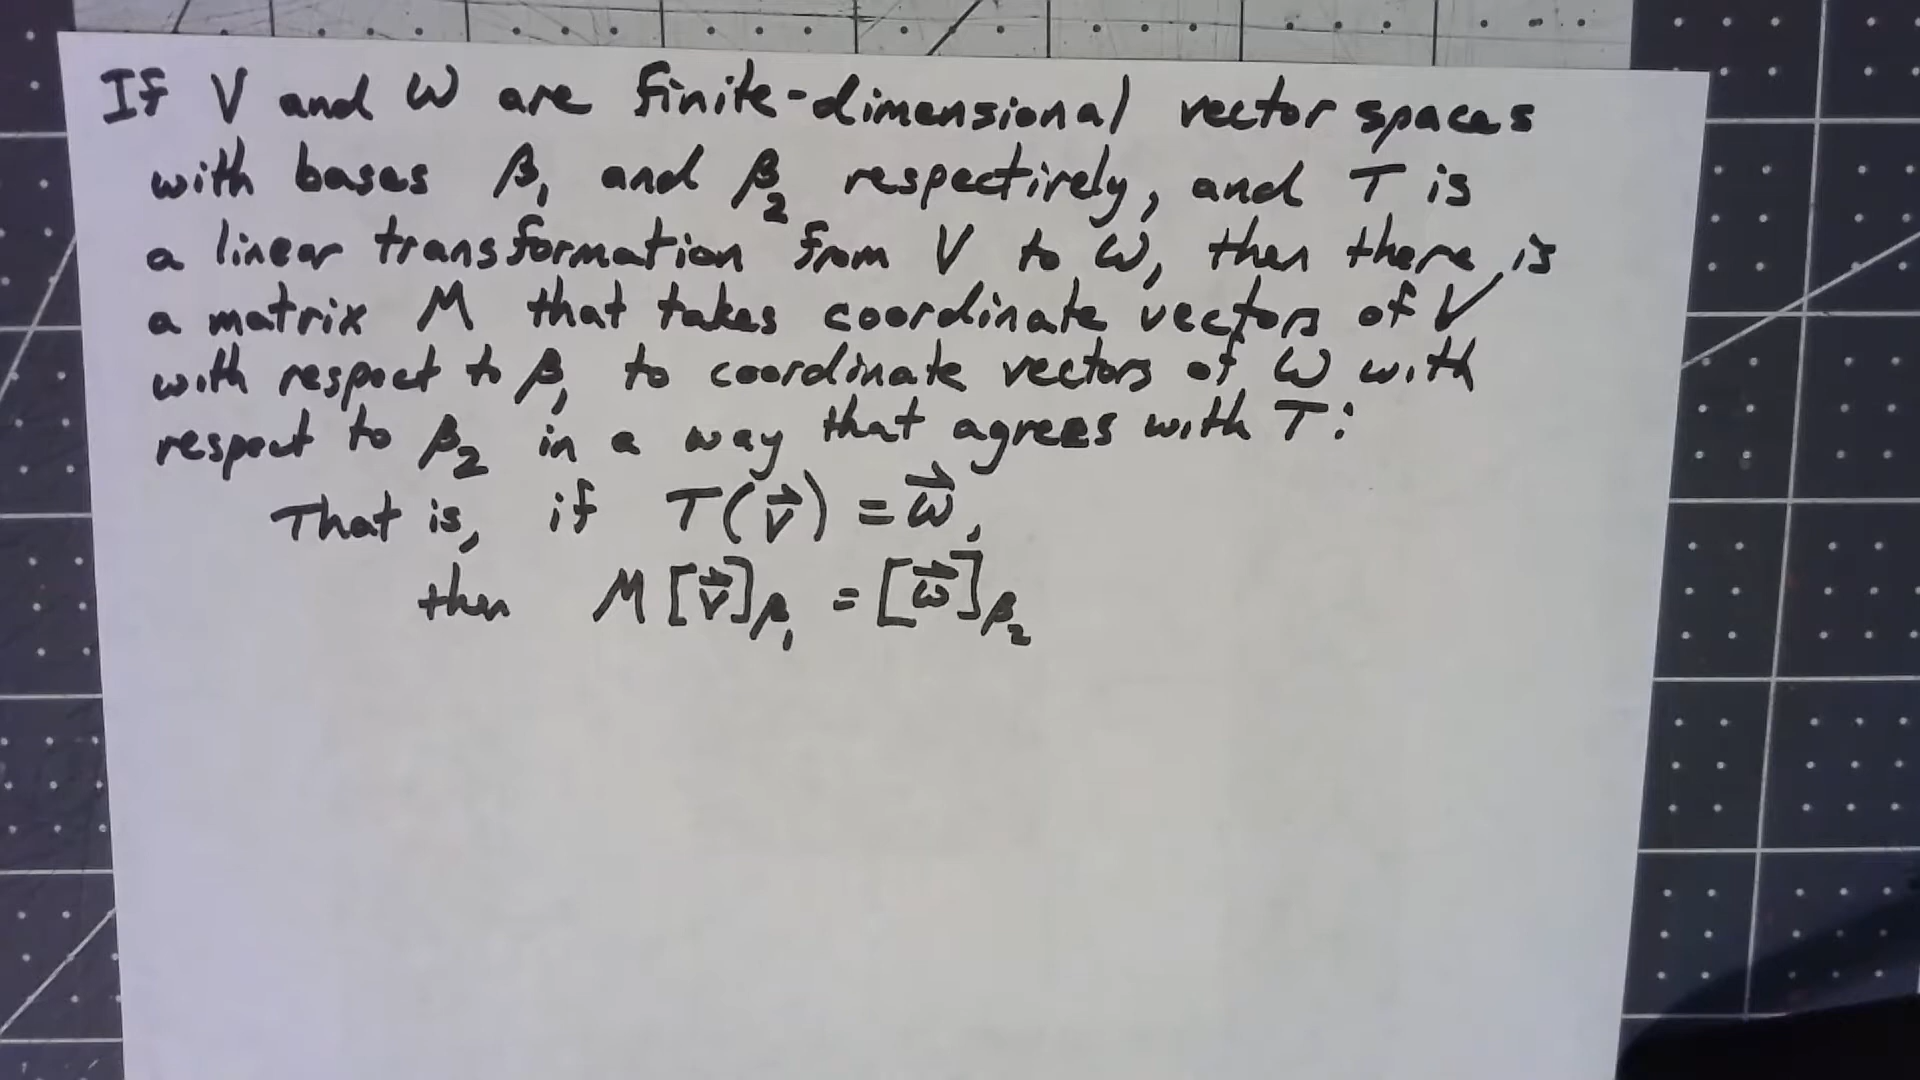 If V and W are finite-dimensional vector spaces
with bases β₁ and β₂ respectively, and T is
a linear transformation from V to W, then there is
a matrix M that takes coordinate vectors of V
with respect to β₁ to coordinate vectors of W with
respect to β₂ in a way that agrees with T:
That is, if T(v⃗) = w⃗,
then M[v⃗]β₁ = [w⃗]β₂